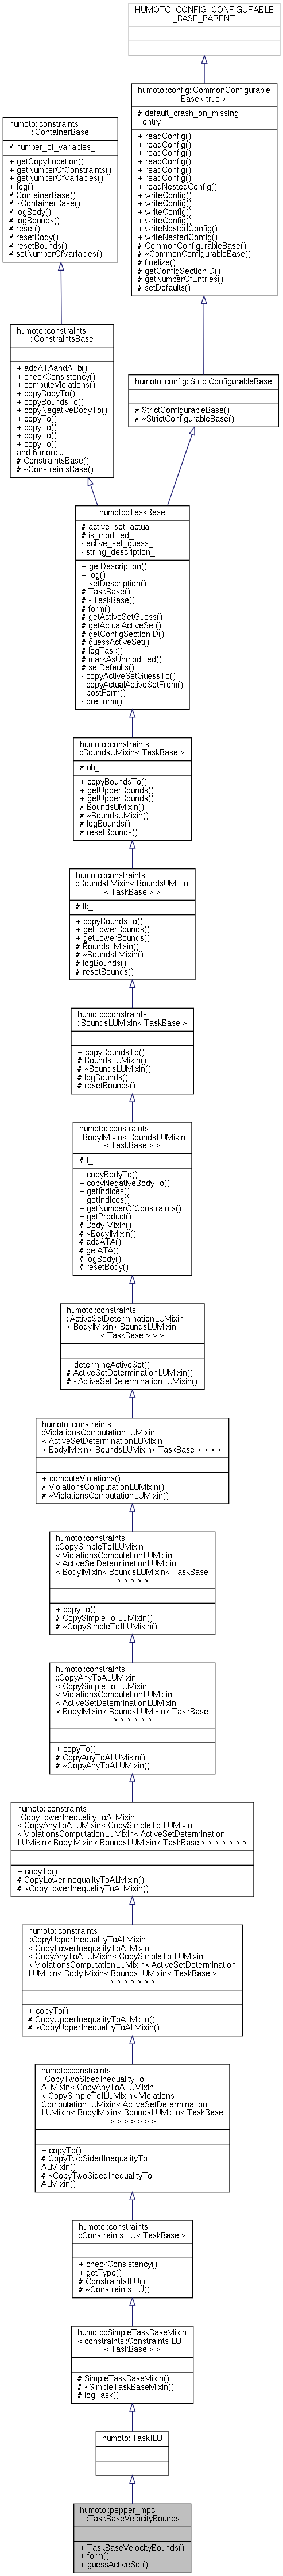 HUMOTO_CONFIG_CONFIGURABLE
_BASE_PARENT
humoto::config::CommonConfigurable
Base< true >
# default_crash_on_missing
_entry_
+ readConfig()
+ readConfig()
+ readConfig()
+ readConfig()
+ readConfig()
+ readConfig()
+ readNestedConfig()
+ writeConfig()
+ writeConfig()
+ writeConfig()
+ writeConfig()
+ writeNestedConfig()
+ writeNestedConfig()
# CommonConfigurableBase()
# ~CommonConfigurableBase()
# finalize()
# getConfigSectionID()
# getNumberOfEntries()
# setDefaults()
humoto::constraints
::ContainerBase
# number_of_variables_
+ getCopyLocation()
+ getNumberOfConstraints()
+ getNumberOfVariables()
+ log()
# ContainerBase()
# ~ContainerBase()
# logBody()
# logBounds()
# reset()
# resetBody()
# resetBounds()
# setNumberOfVariables()
humoto::constraints
::ConstraintsBase
+ addATAandATb()
+ checkConsistency()
+ computeViolations()
+ copyBodyTo()
+ copyBoundsTo()
+ copyNegativeBodyTo()
+ copyTo()
+ copyTo()
+ copyTo()
+ copyTo()
and 6 more...
# ConstraintsBase()
# ~ConstraintsBase()
humoto::config::StrictConfigurableBase
# StrictConfigurableBase()
# ~StrictConfigurableBase()
humoto::TaskBase
# active_set_actual_
# is_modified_
- active_set_guess_
- string_description_
+ getDescription()
+ log()
+ setDescription()
# TaskBase()
# ~TaskBase()
# form()
# getActiveSetGuess()
# getActualActiveSet()
# getConfigSectionID()
# guessActiveSet()
# logTask()
# markAsUnmodified()
# setDefaults()
- copyActiveSetGuessTo()
- copyActualActiveSetFrom()
- postForm()
- preForm()
humoto::constraints
::BoundsUMixin< TaskBase >
# ub_
+ copyBoundsTo()
+ getUpperBounds()
+ getUpperBounds()
# BoundsUMixin()
# ~BoundsUMixin()
# logBounds()
# resetBounds()
humoto::constraints
::BoundsLMixin< BoundsUMixin
< TaskBase > >
# lb_
+ copyBoundsTo()
+ getLowerBounds()
+ getLowerBounds()
# BoundsLMixin()
# ~BoundsLMixin()
# logBounds()
# resetBounds()
humoto::constraints
::BoundsLUMixin< TaskBase >
+ copyBoundsTo()
# BoundsLUMixin()
# ~BoundsLUMixin()
# logBounds()
# resetBounds()
humoto::constraints
::BodyIMixin< BoundsLUMixin
< TaskBase > >
# I_
+ copyBodyTo()
+ copyNegativeBodyTo()
+ getIndices()
+ getIndices()
+ getNumberOfConstraints()
+ getProduct()
# BodyIMixin()
# ~BodyIMixin()
# addATA()
# getATA()
# logBody()
# resetBody()
humoto::constraints
::ActiveSetDeterminationLUMixin
< BodyIMixin< BoundsLUMixin
< TaskBase > > >
+ determineActiveSet()
# ActiveSetDeterminationLUMixin()
# ~ActiveSetDeterminationLUMixin()
humoto::constraints
::ViolationsComputationLUMixin
< ActiveSetDeterminationLUMixin
< BodyIMixin< BoundsLUMixin< TaskBase > > > >
+ computeViolations()
# ViolationsComputationLUMixin()
# ~ViolationsComputationLUMixin()
humoto::constraints
::CopySimpleToILUMixin
< ViolationsComputationLUMixin
< ActiveSetDeterminationLUMixin
< BodyIMixin< BoundsLUMixin< TaskBase
> > > > >
+ copyTo()
# CopySimpleToILUMixin()
# ~CopySimpleToILUMixin()
humoto::constraints
::CopyAnyToALUMixin
< CopySimpleToILUMixin
< ViolationsComputationLUMixin
< ActiveSetDeterminationLUMixin
< BodyIMixin< BoundsLUMixin< TaskBase
> > > > > >
+ copyTo()
# CopyAnyToALUMixin()
# ~CopyAnyToALUMixin()
humoto::constraints
::CopyLowerInequalityToALMixin
< CopyAnyToALUMixin< CopySimpleToILUMixin
< ViolationsComputationLUMixin< ActiveSetDetermination
LUMixin< BodyIMixin< BoundsLUMixin< TaskBase > > > > > > >
+ copyTo()
# CopyLowerInequalityToALMixin()
# ~CopyLowerInequalityToALMixin()
humoto::constraints
::CopyUpperInequalityToALMixin
< CopyLowerInequalityToALMixin
< CopyAnyToALUMixin< CopySimpleToILUMixin
< ViolationsComputationLUMixin< ActiveSetDetermination
LUMixin< BodyIMixin< BoundsLUMixin< TaskBase >
> > > > > > >
+ copyTo()
# CopyUpperInequalityToALMixin()
# ~CopyUpperInequalityToALMixin()
humoto::constraints
::CopyTwoSidedInequalityTo
ALMixin< CopyAnyToALUMixin
< CopySimpleToILUMixin< Violations
ComputationLUMixin< ActiveSetDetermination
LUMixin< BodyIMixin< BoundsLUMixin< TaskBase
> > > > > > >
+ copyTo()
# CopyTwoSidedInequalityTo
ALMixin()
# ~CopyTwoSidedInequalityTo
ALMixin()
humoto::constraints
::ConstraintsILU< TaskBase >
+ checkConsistency()
+ getType()
# ConstraintsILU()
# ~ConstraintsILU()
humoto::SimpleTaskBaseMixin
< constraints::ConstraintsILU
< TaskBase > >
# SimpleTaskBaseMixin()
# ~SimpleTaskBaseMixin()
# logTask()
humoto::TaskILU
humoto::pepper_mpc
::TaskBaseVelocityBounds
+ TaskBaseVelocityBounds()
+ form()
+ guessActiveSet()